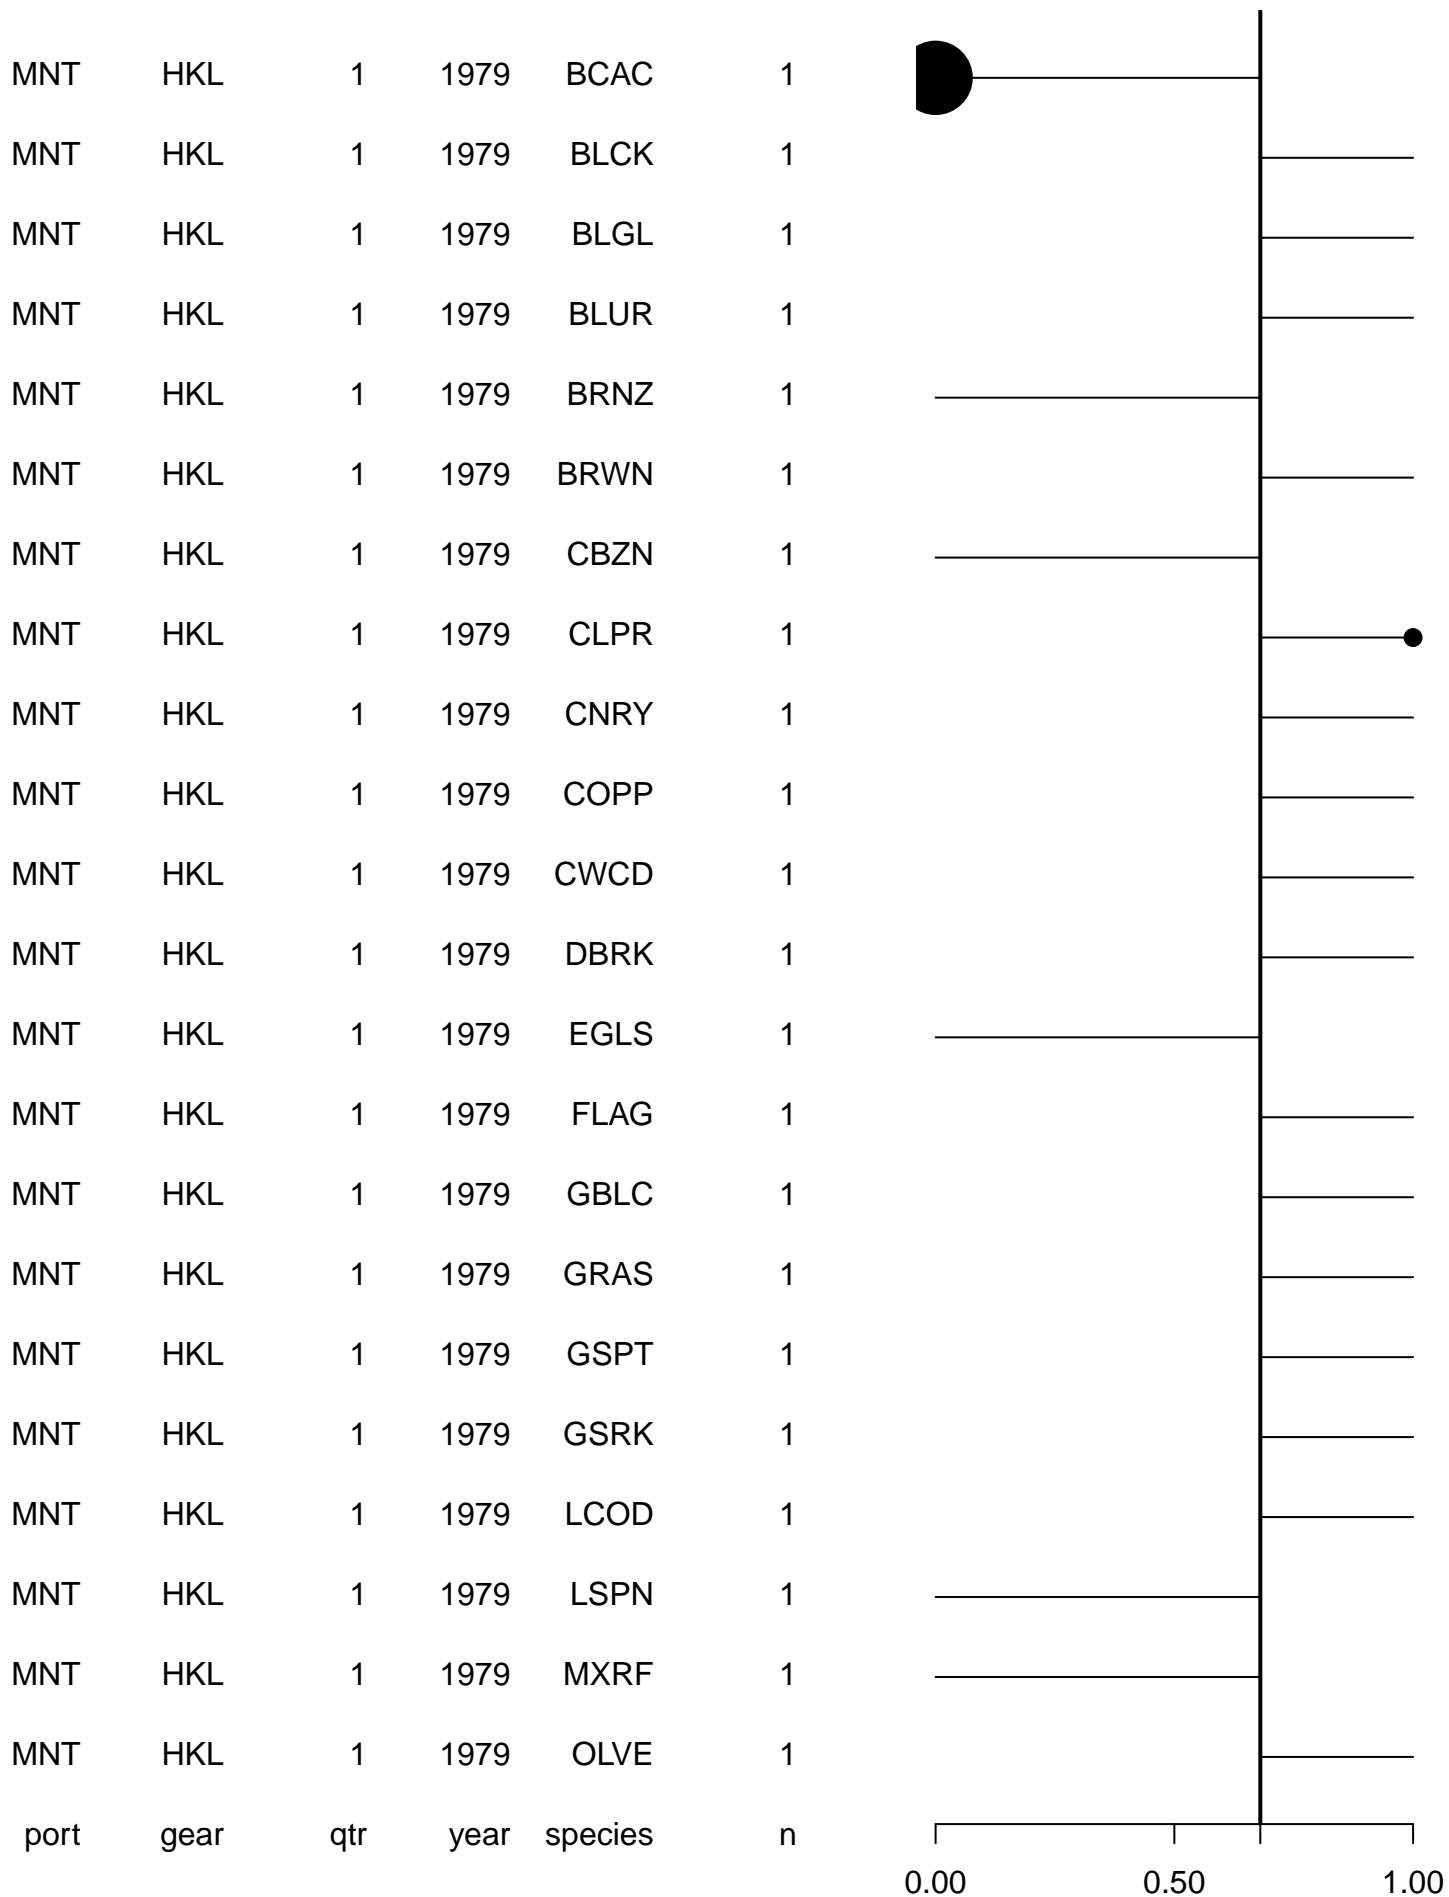 MNT HKL 1 1979 BCAC 1
MNT HKL 1 1979 BLCK 1
MNT HKL 1 1979 BLGL 1
MNT HKL 1 1979 BLUR 1
MNT HKL 1 1979 BRNZ 1
MNT HKL 1 1979 BRWN 1
MNT HKL 1 1979 CBZN 1
MNT HKL 1 1979 CLPR 1
MNT HKL 1 1979 CNRY 1
MNT HKL 1 1979 COPP 1
MNT HKL 1 1979 CWCD 1
MNT HKL 1 1979 DBRK 1
MNT HKL 1 1979 EGLS 1
MNT HKL 1 1979 FLAG 1
MNT HKL 1 1979 GBLC 1
MNT HKL 1 1979 GRAS 1
MNT HKL 1 1979 GSPT 1
MNT HKL 1 1979 GSRK 1
MNT HKL 1 1979 LCOD 1
MNT HKL 1 1979 LSPN 1
MNT HKL 1 1979 MXRF 1
MNT HKL 1 1979 OLVE 1
port gear qtr year species n
0.00 0.50 1.00